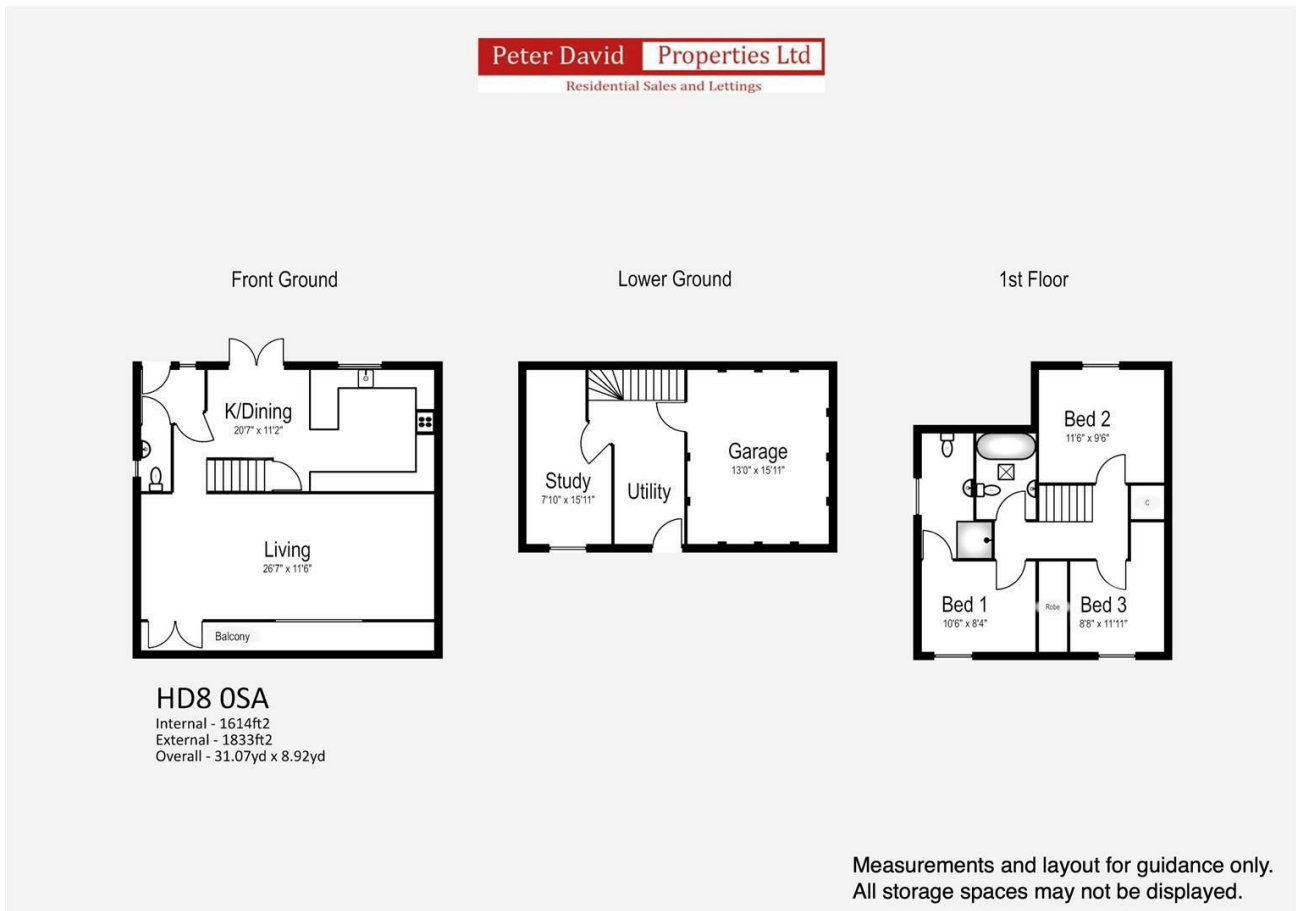 Peter David Properties Ltd
Residential Sales and Lettings
Front Ground
Lower Ground
1st Floor
K/Dining
20'7" x 11'2"
Living
26'7" x 11'6"
Balcony
Study
7'10" x 15'11"
Utility
Garage
13'0" x 15'11"
Bed 2
11'6" x 9'6"
C
Bed 1
10'6" x 8'4"
Robe
Bed 3
8'8" x 11'11"
HD8 0SA
Internal - 1614ft2
External - 1833ft2
Overall - 31.07yd x 8.92yd
Measurements and layout for guidance only.
All storage spaces may not be displayed.